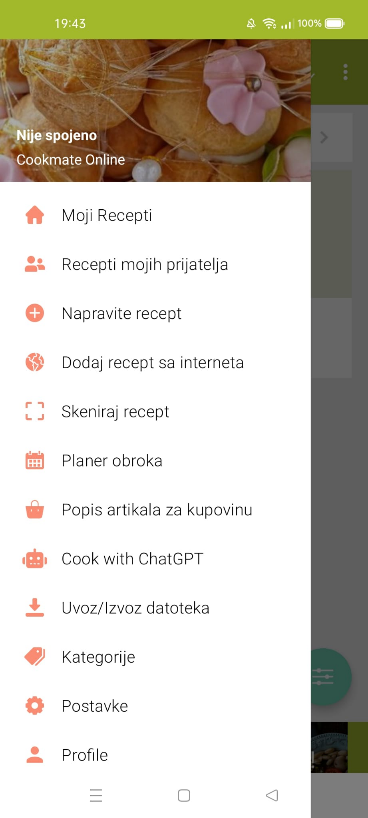 19:43
100%
Nije spojeno
Cookmate Online
Moji Recepti
Recepti mojih prijatelja
Napravite recept
Dodaj recept sa interneta
Skeniraj recept
Planer obroka
Popis artikala za kupovinu
Cook with ChatGPT
Uvoz/Izvoz datoteka
Kategorije
Postavke
Profile